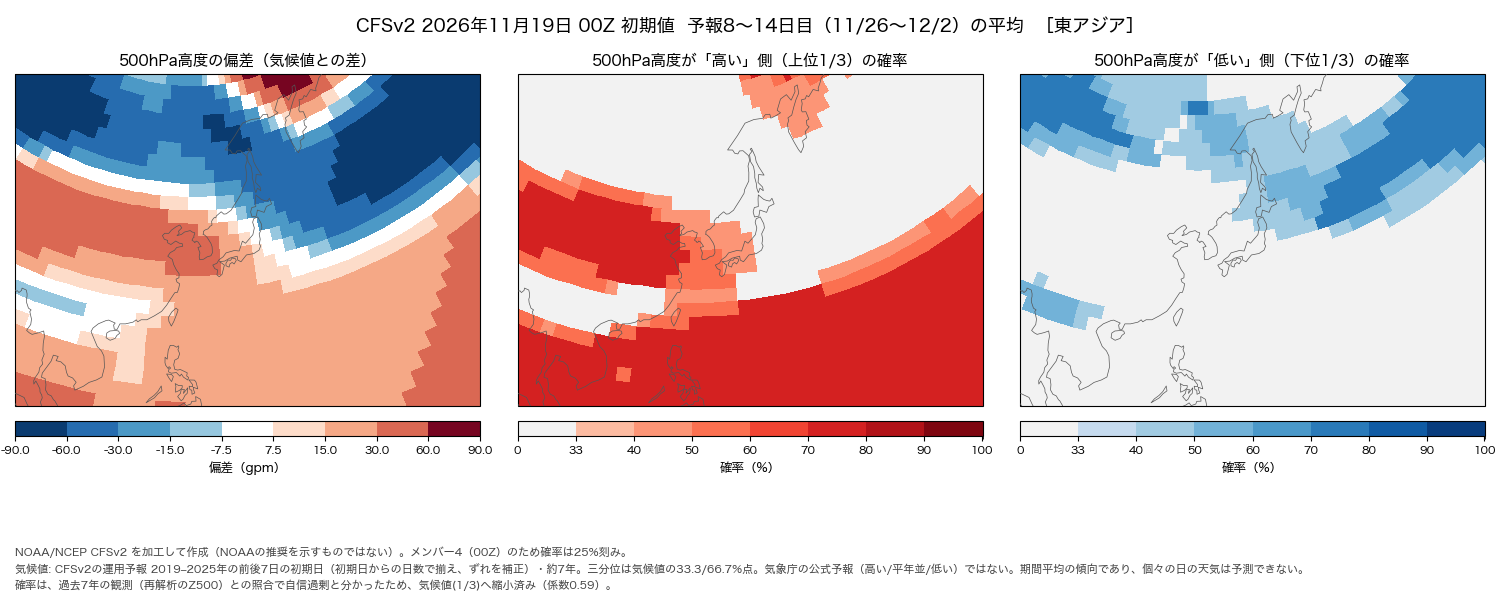 CFSv2 2026年11月19日 00Z 初期値 予報8～14日目（11/26～12/2）の平均 ［東アジア］
500hPa高度の偏差（気候値との差）
500hPa高度が「高い」側（上位1/3）の確率
500hPa高度が「低い」側（下位1/3）の確率
-90.0 -60.0 -30.0 -15.0 -7.5 7.5 15.0 30.0 60.0 90.0
偏差（gpm）
0 33 40 50 60 70 80 90 100
確率（%）
0 33 40 50 60 70 80 90 100
確率（%）
NOAA/NCEP CFSv2 を加工して作成（NOAAの推奨を示すものではない）。メンバー4（00Z）のため確率は25%刻み。
気候値: CFSv2の運用予報 2019–2025年の前後7日の初期日（初期日からの日数で揃え、ずれを補正）・約7年。三分位は気候値の33.3/66.7%点。気象庁の公式予報（高い/平年並/低い）ではない。期間平均の傾向であり、個々の日の天気は予測できない。
確率は、過去7年の観測（再解析のZ500）との照合で自信過剰と分かったため、気候値(1/3)へ縮小済み（係数0.59）。